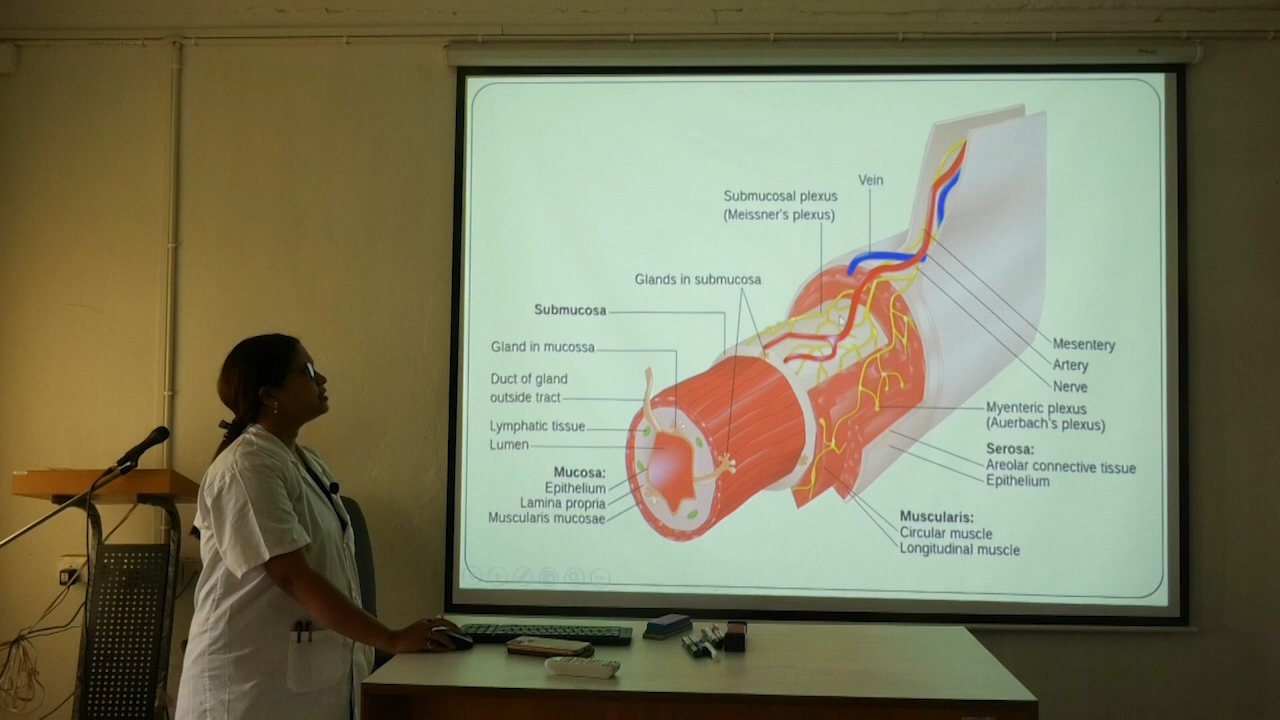 Vein
Submucosal plexus
(Meissner's plexus)
Glands in submucosa
Submucosa
Gland in mucossa
Duct of gland
outside tract
Lymphatic tissue
Lumen
Mucosa:
Epithelium
Lamina propria
Muscularis mucosae
Mesentery
Artery
Nerve
Myenteric plexus
(Auerbach's plexus)
Serosa:
Areolar connective tissue
Epithelium
Muscularis:
Circular muscle
Longitudinal muscle